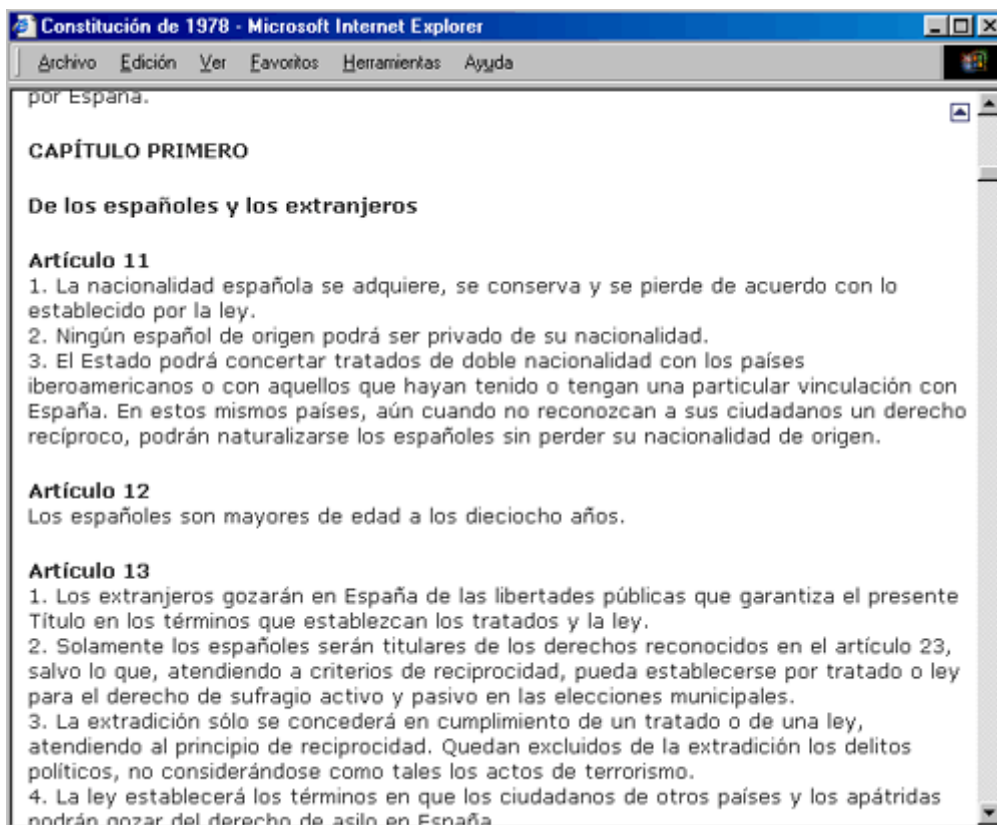 Constitución de 1978 - Microsoft Internet Explorer
Archivo Edición Ver Favoritos Herramientas Ayuda
por España.
CAPÍTULO PRIMERO
De los españoles y los extranjeros
Artículo 11
1. La nacionalidad española se adquiere, se conserva y se pierde de acuerdo con lo
establecido por la ley.
2. Ningún español de origen podrá ser privado de su nacionalidad.
3. El Estado podrá concertar tratados de doble nacionalidad con los países
iberoamericanos o con aquellos que hayan tenido o tengan una particular vinculación con
España. En estos mismos países, aún cuando no reconozcan a sus ciudadanos un derecho
recíproco, podrán naturalizarse los españoles sin perder su nacionalidad de origen.
Artículo 12
Los españoles son mayores de edad a los dieciocho años.
Artículo 13
1. Los extranjeros gozarán en España de las libertades públicas que garantiza el presente
Título en los términos que establezcan los tratados y la ley.
2. Solamente los españoles serán titulares de los derechos reconocidos en el artículo 23,
salvo lo que, atendiendo a criterios de reciprocidad, pueda establecerse por tratado o ley
para el derecho de sufragio activo y pasivo en las elecciones municipales.
3. La extradición sólo se concederá en cumplimiento de un tratado o de una ley,
atendiendo al principio de reciprocidad. Quedan excluidos de la extradición los delitos
políticos, no considerándose como tales los actos de terrorismo.
4. La ley establecerá los términos en que los ciudadanos de otros países y los apátridas
podrán gozar del derecho de asilo en España.